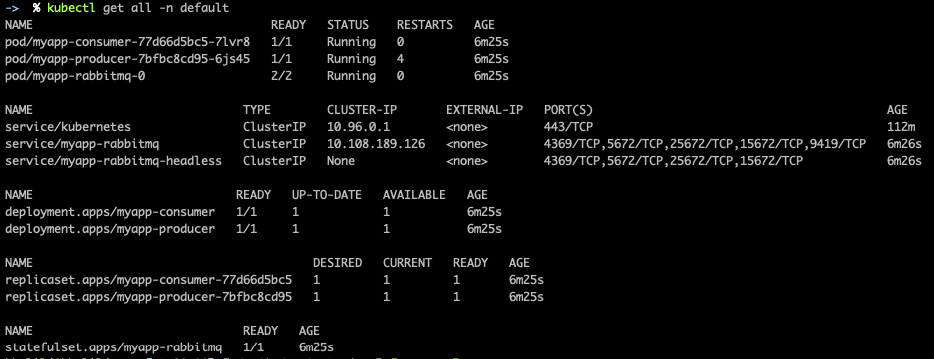 -> % kubectl get all -n default
NAME READY STATUS RESTARTS AGE
pod/myapp-consumer-77d66d5bc5-7lvr8 1/1 Running 0 6m25s
pod/myapp-producer-7bfbc8cd95-6js45 1/1 Running 4 6m25s
pod/myapp-rabbitmq-0 2/2 Running 0 6m25s
NAME TYPE CLUSTER-IP EXTERNAL-IP PORT(S) AGE
service/kubernetes ClusterIP 10.96.0.1 <none> 443/TCP 112m
service/myapp-rabbitmq ClusterIP 10.108.189.126 <none> 4369/TCP,5672/TCP,25672/TCP,15672/TCP,9419/TCP 6m26s
service/myapp-rabbitmq-headless ClusterIP None <none> 4369/TCP,5672/TCP,25672/TCP,15672/TCP 6m26s
NAME READY UP-TO-DATE AVAILABLE AGE
deployment.apps/myapp-consumer 1/1 1 1 6m25s
deployment.apps/myapp-producer 1/1 1 1 6m25s
NAME DESIRED CURRENT READY AGE
replicaset.apps/myapp-consumer-77d66d5bc5 1 1 1 6m25s
replicaset.apps/myapp-producer-7bfbc8cd95 1 1 1 6m25s
NAME READY AGE
statefulset.apps/myapp-rabbitmq 1/1 6m25s